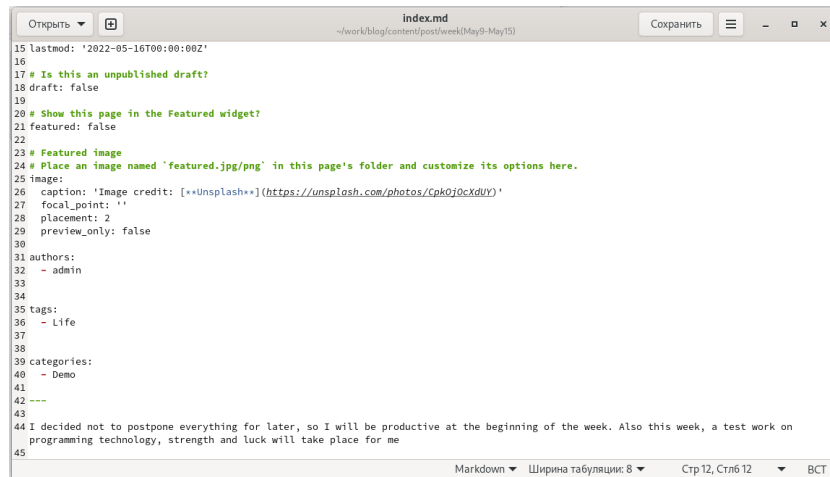 Открыть
index.md
~/work/blog/content/post/week(May9-May15)
Сохранить
15 lastmod: '2022-05-16T00:00:00Z'
16
17 # Is this an unpublished draft?
18 draft: false
19
20 # Show this page in the Featured widget?
21 featured: false
22
23 # Featured image
24 # Place an image named `featured.jpg/png` in this page's folder and customize its options here.
25 image:
26   caption: 'Image credit: [**Unsplash**](https://unsplash.com/photos/CpkOjOcXdUY)'
27   focal_point: ''
28   placement: 2
29   preview_only: false
30
31 authors:
32   - admin
33
34
35 tags:
36   - Life
37
38
39 categories:
40   - Demo
41
42 ---
43
44 I decided not to postpone everything for later, so I will be productive at the beginning of the week. Also this week, a test work on
programming technology, strength and luck will take place for me
45
Markdown Ширина табуляции: 8 Стр 12, Стлб 12 ВСТ